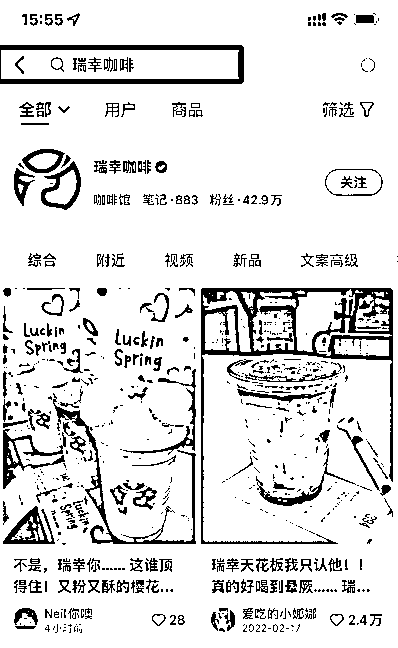 15:55
瑞幸咖啡
全部 用户 商品 筛选
瑞幸咖啡
咖啡馆 笔记·883 粉丝·42.9万
关注
综合 附近 视频 新品 文案高级
Luckin
Spring
Luckin
Spring
不是，瑞幸你...... 这谁顶
得住！又粉又酥的樱花...
Neil你噢
4小时前
28
瑞幸天花板我只认他！！
真的好喝到晕厥...... 瑞...
爱吃的小娜娜
2022-02-17
2.4万